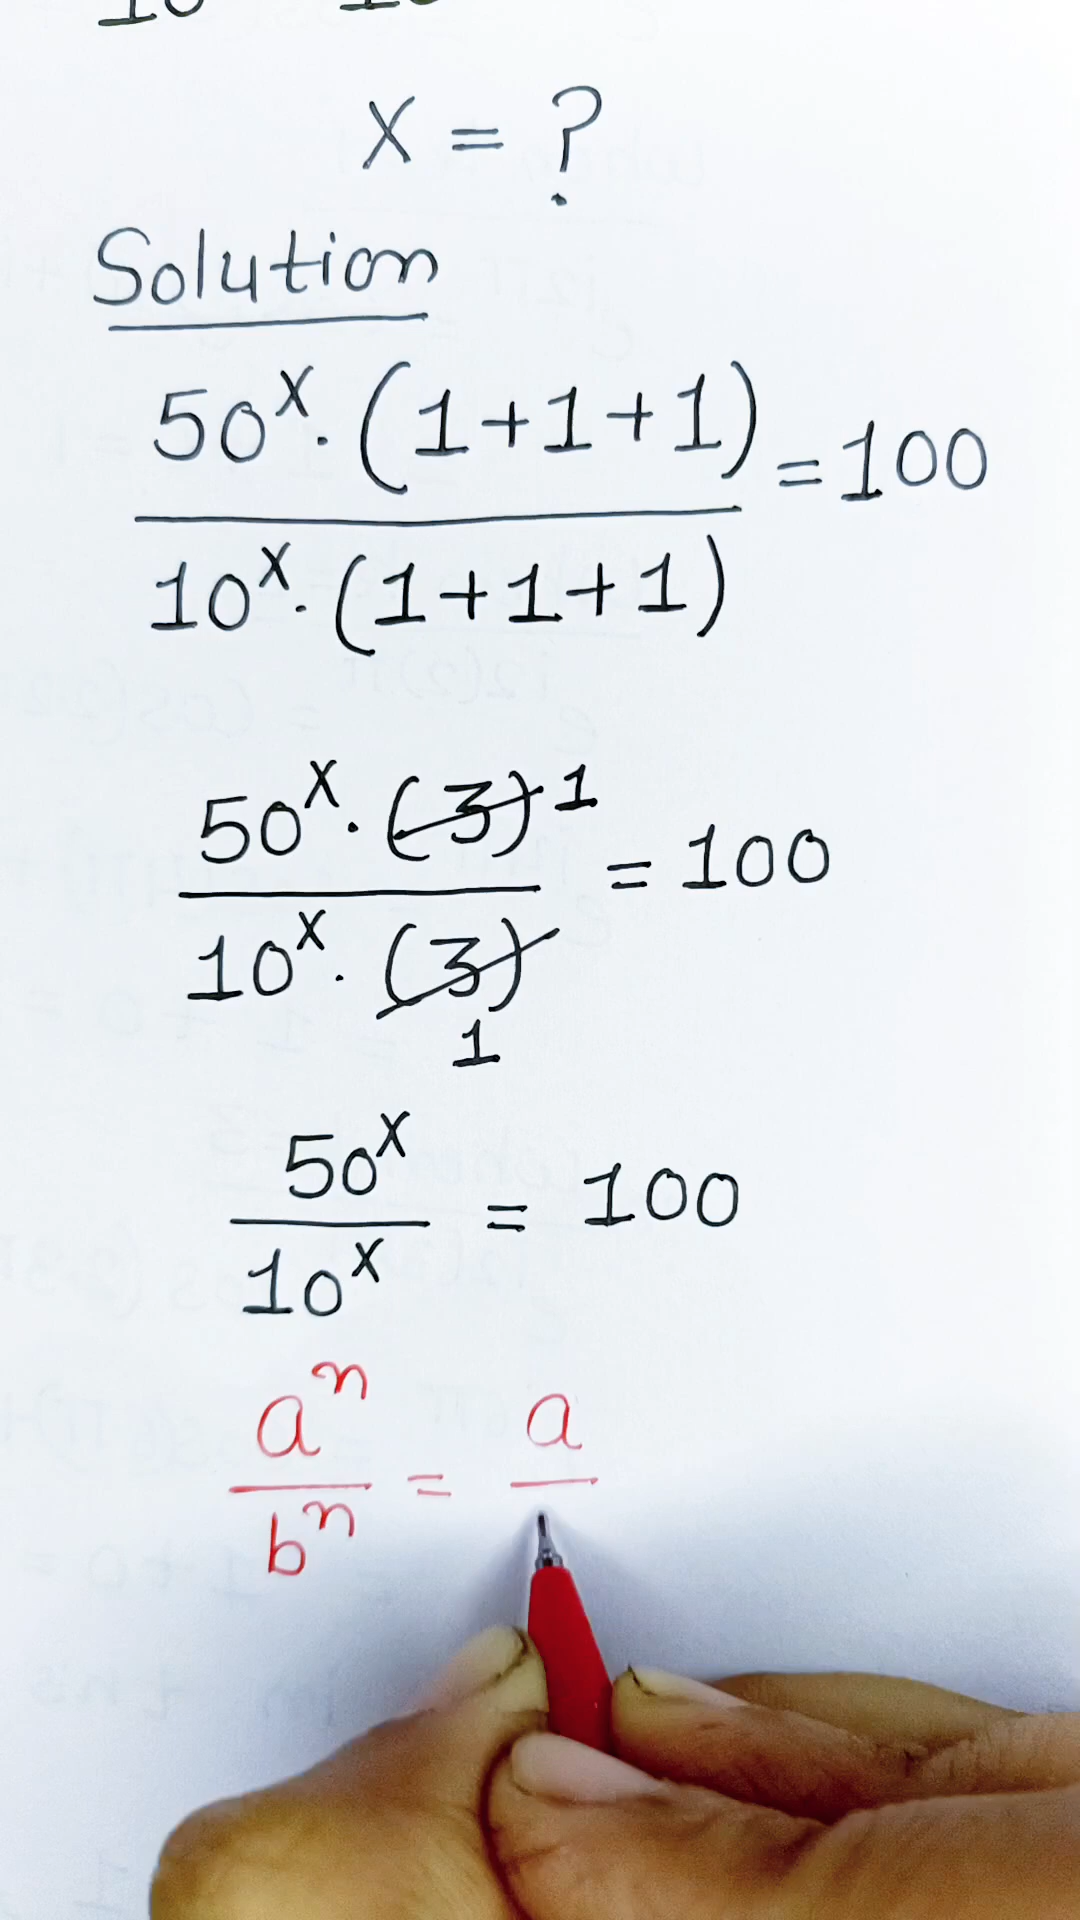 X = ?
Solution
50^x · (1+1+1) / 10^x · (1+1+1) = 100
50^x · (3) 1 / 10^x · (3) 1 = 100
50^x / 10^x = 100
a^n / b^n = a /